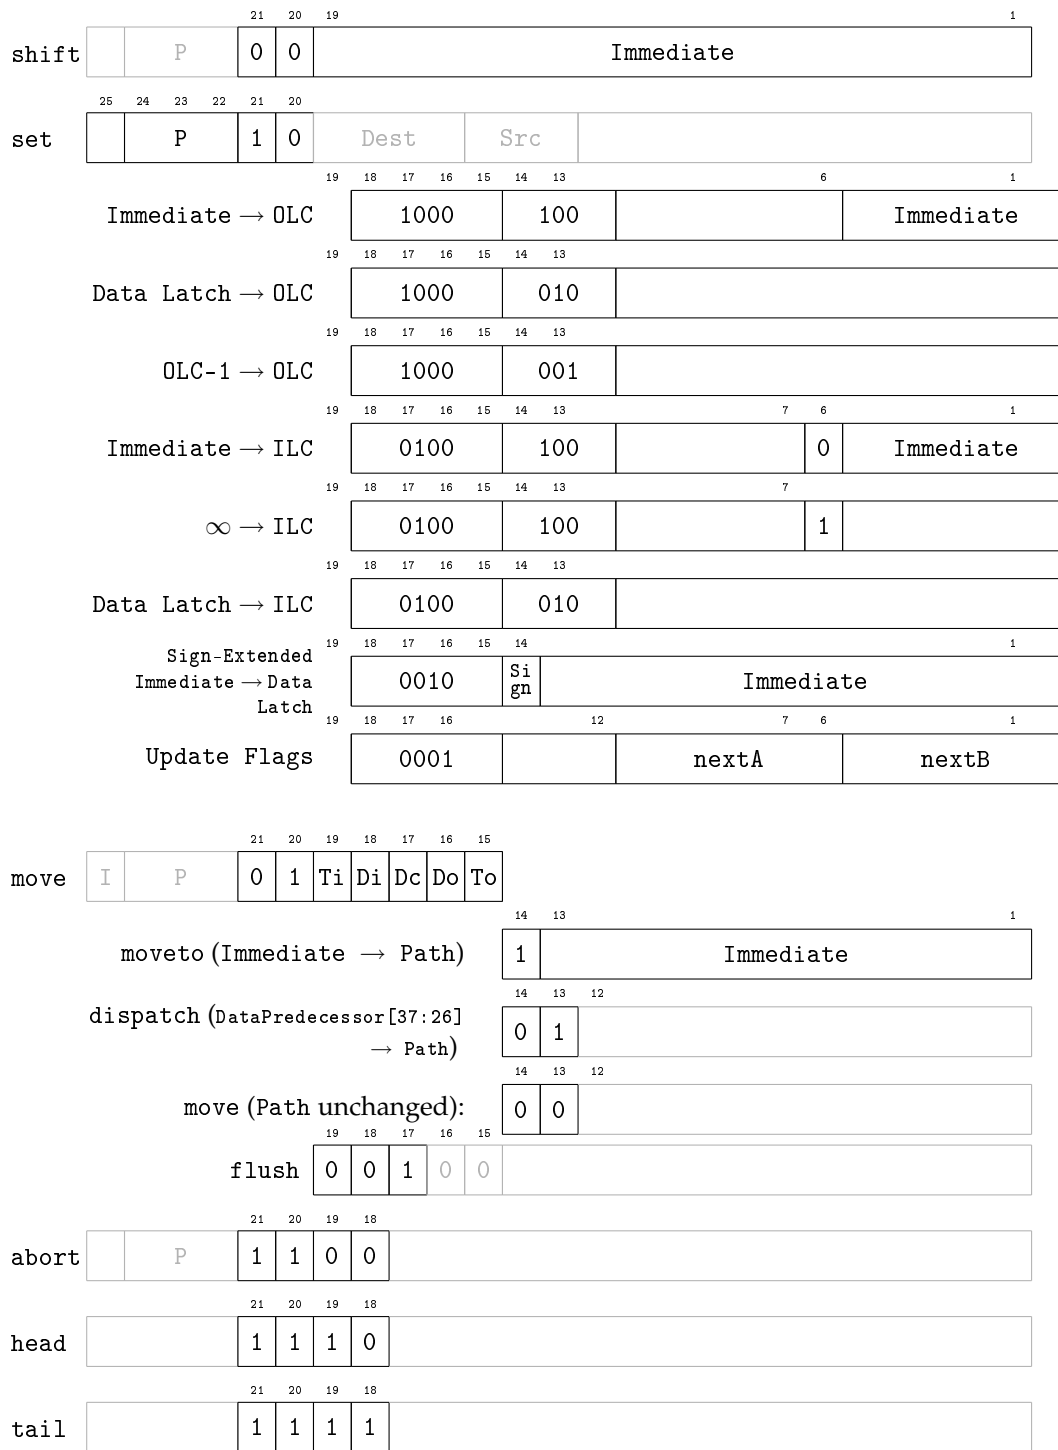 21 20 19 1
shift P 0 0 Immediate
25 24 23 22 21 20
set P 1 0 Dest Src
19 18 17 16 15 14 13 6 1
Immediate → OLC 1000 100 Immediate
19 18 17 16 15 14 13
Data Latch → OLC 1000 010
19 18 17 16 15 14 13
OLC-1 → OLC 1000 001
19 18 17 16 15 14 13 7 6 1
Immediate → ILC 0100 100 0 Immediate
19 18 17 16 15 14 13 7
∞ → ILC 0100 100 1
19 18 17 16 15 14 13
Data Latch → ILC 0100 010
19 18 17 16 15 14 1
Sign-Extended
Immediate → Data
Latch
0010 Si
gn Immediate
19 18 17 16 12 7 6 1
Update Flags 0001 nextA nextB
21 20 19 18 17 16 15
move I P 0 1 Ti Di Dc Do To
14 13 1
moveto (Immediate → Path) 1 Immediate
14 13 12
dispatch (DataPredecessor[37:26]
→ Path)
0 1
14 13 12
move (Path unchanged): 0 0
19 18 17 16 15
flush 0 0 1 0 0
21 20 19 18
abort P 1 1 0 0
21 20 19 18
head 1 1 1 0
21 20 19 18
tail 1 1 1 1